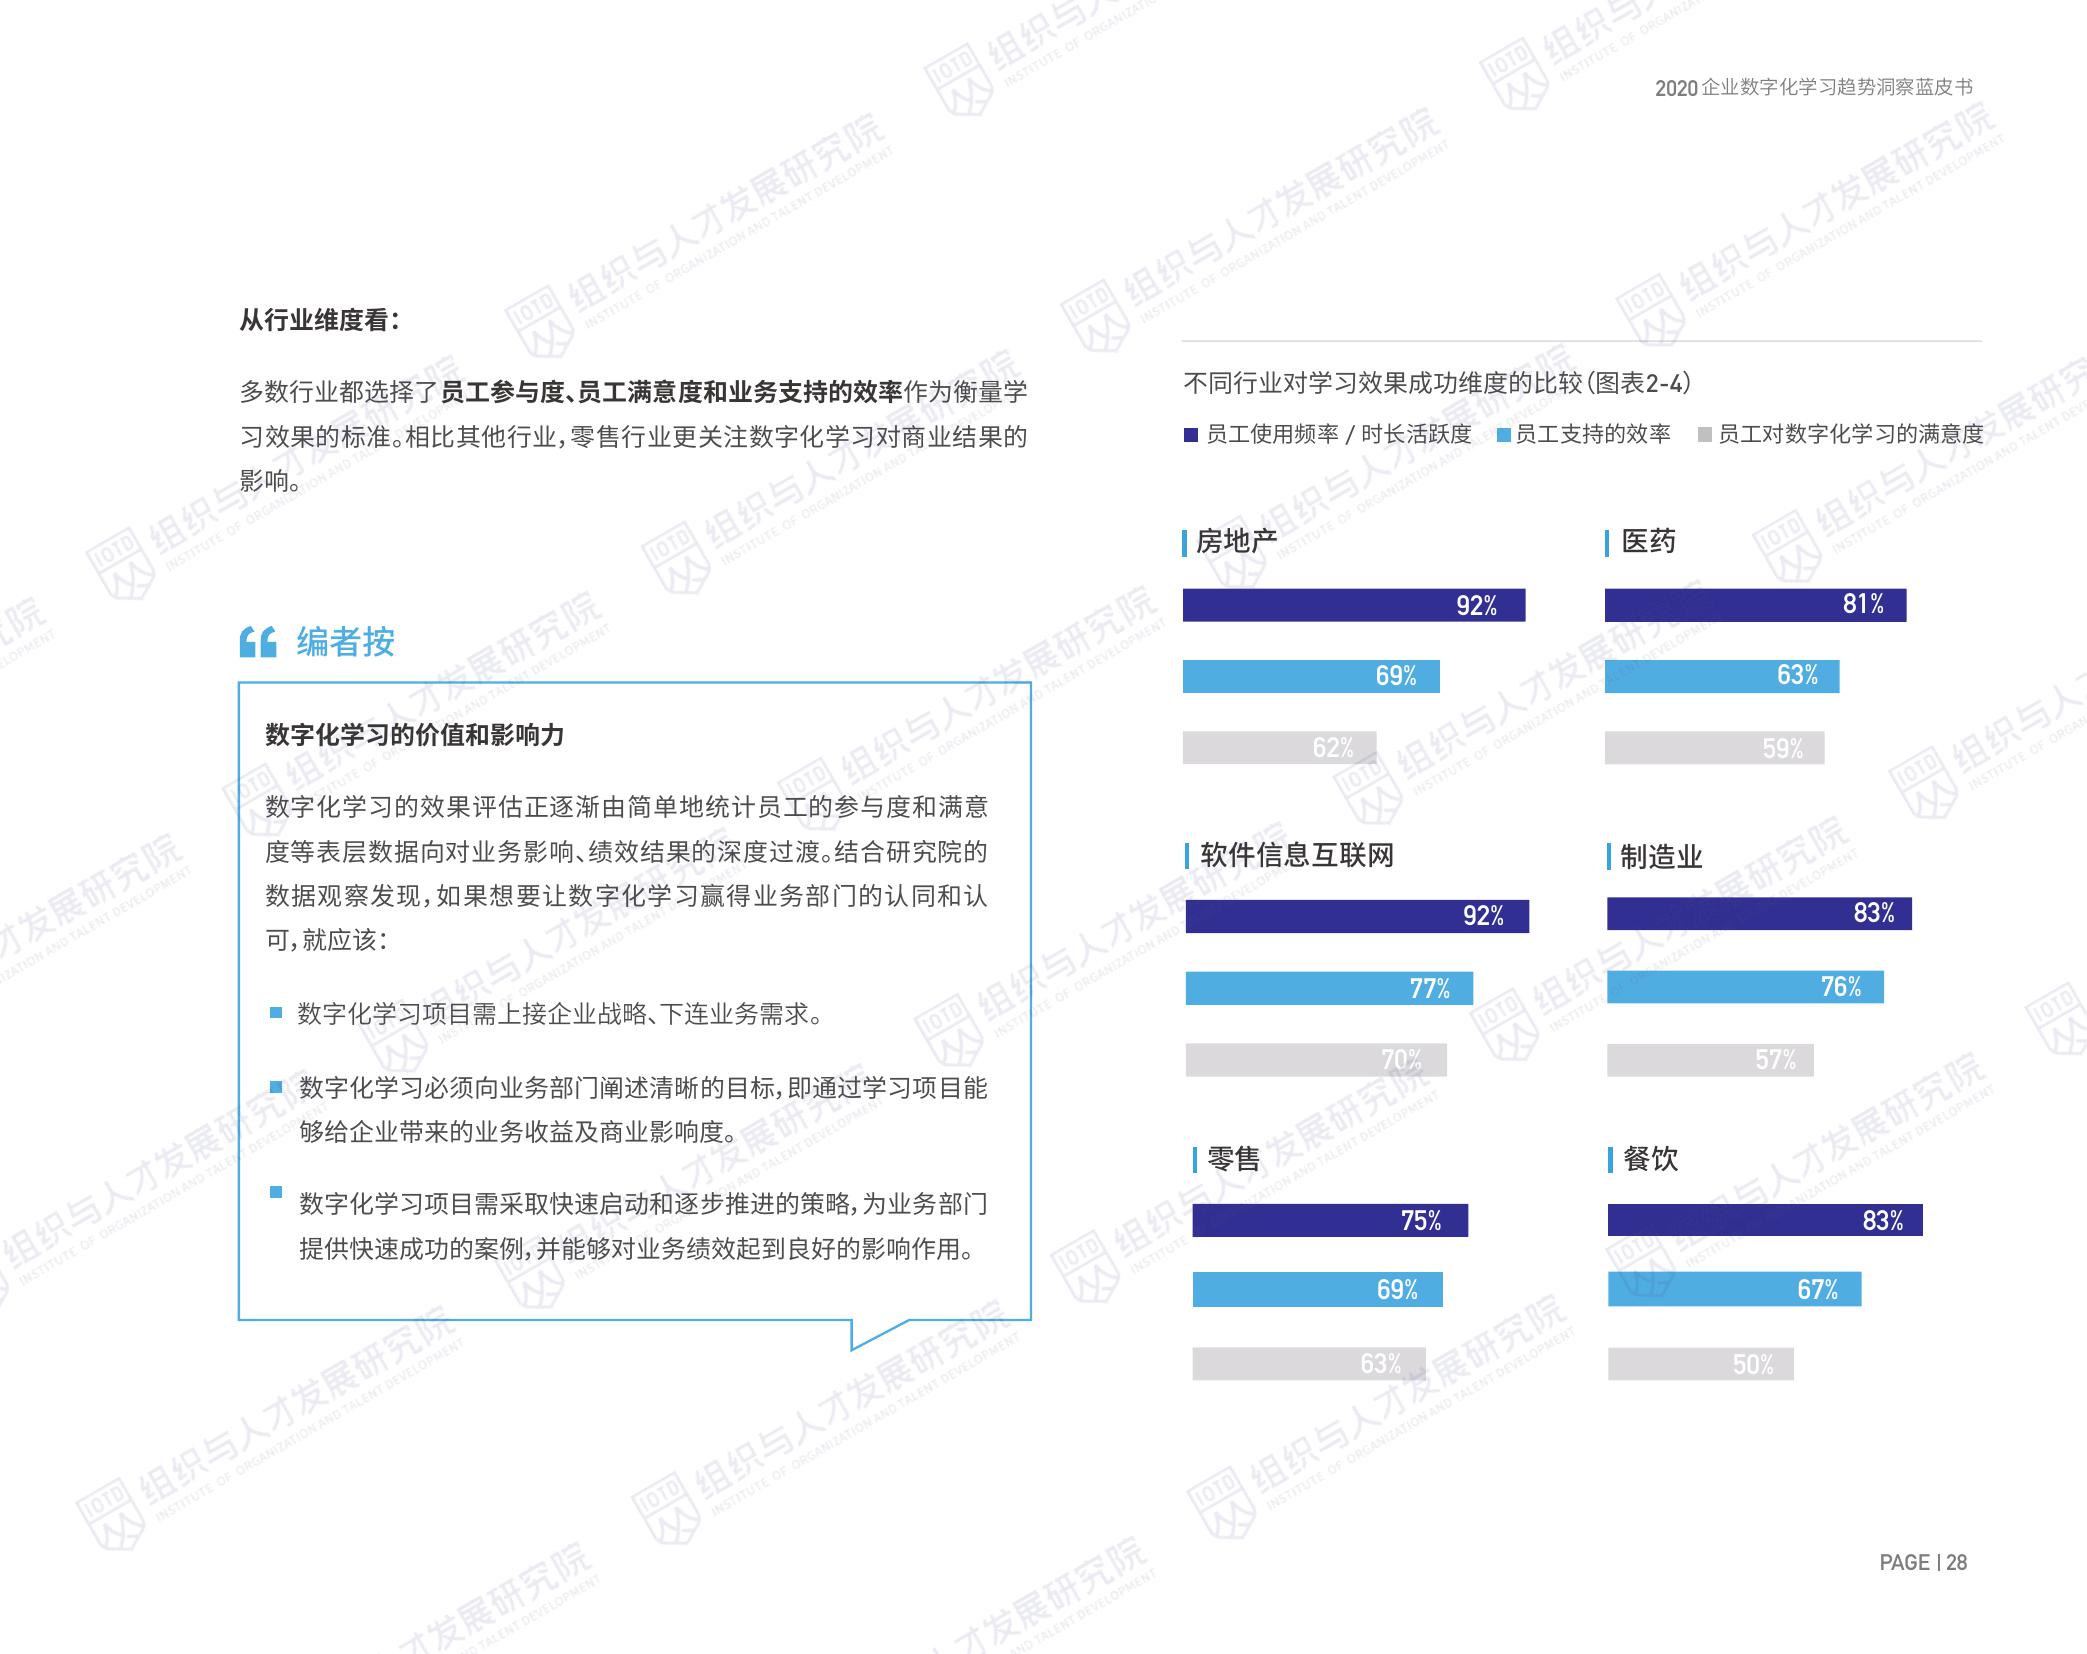 2020 企业数字化学习趋势洞察蓝皮书
从行业维度看：
多数行业都选择了员工参与度、员工满意度和业务支持的效率作为衡量学
习效果的标准。相比其他行业，零售行业更关注数字化学习对商业结果的
影响。
编者按
数字化学习的价值和影响力
数字化学习的效果评估正逐渐由简单地统计员工的参与度和满意
度等表层数据向对业务影响、绩效结果的深度过渡。结合研究院的
数据观察发现，如果想要让数字化学习赢得业务部门的认同和认
可，就应该：
数字化学习项目需上接企业战略、下连业务需求。
数字化学习必须向业务部门阐述清晰的目标，即通过学习项目能
够给企业带来的业务收益及商业影响度。
数字化学习项目需采取快速启动和逐步推进的策略，为业务部门
提供快速成功的案例，并能够对业务绩效起到良好的影响作用。
不同行业对学习效果成功维度的比较（图表2-4）
员工使用频率 / 时长活跃度 员工支持的效率 员工对数字化学习的满意度
房地产
92%
69%
62%
医药
81%
63%
59%
软件信息互联网
92%
77%
70%
制造业
83%
76%
57%
零售
75%
69%
63%
餐饮
83%
67%
50%
PAGE | 28
IOTD 组织与人才发展研究院
INSTITUTE OF ORGANIZATION AND TALENT DEVELOPMENT